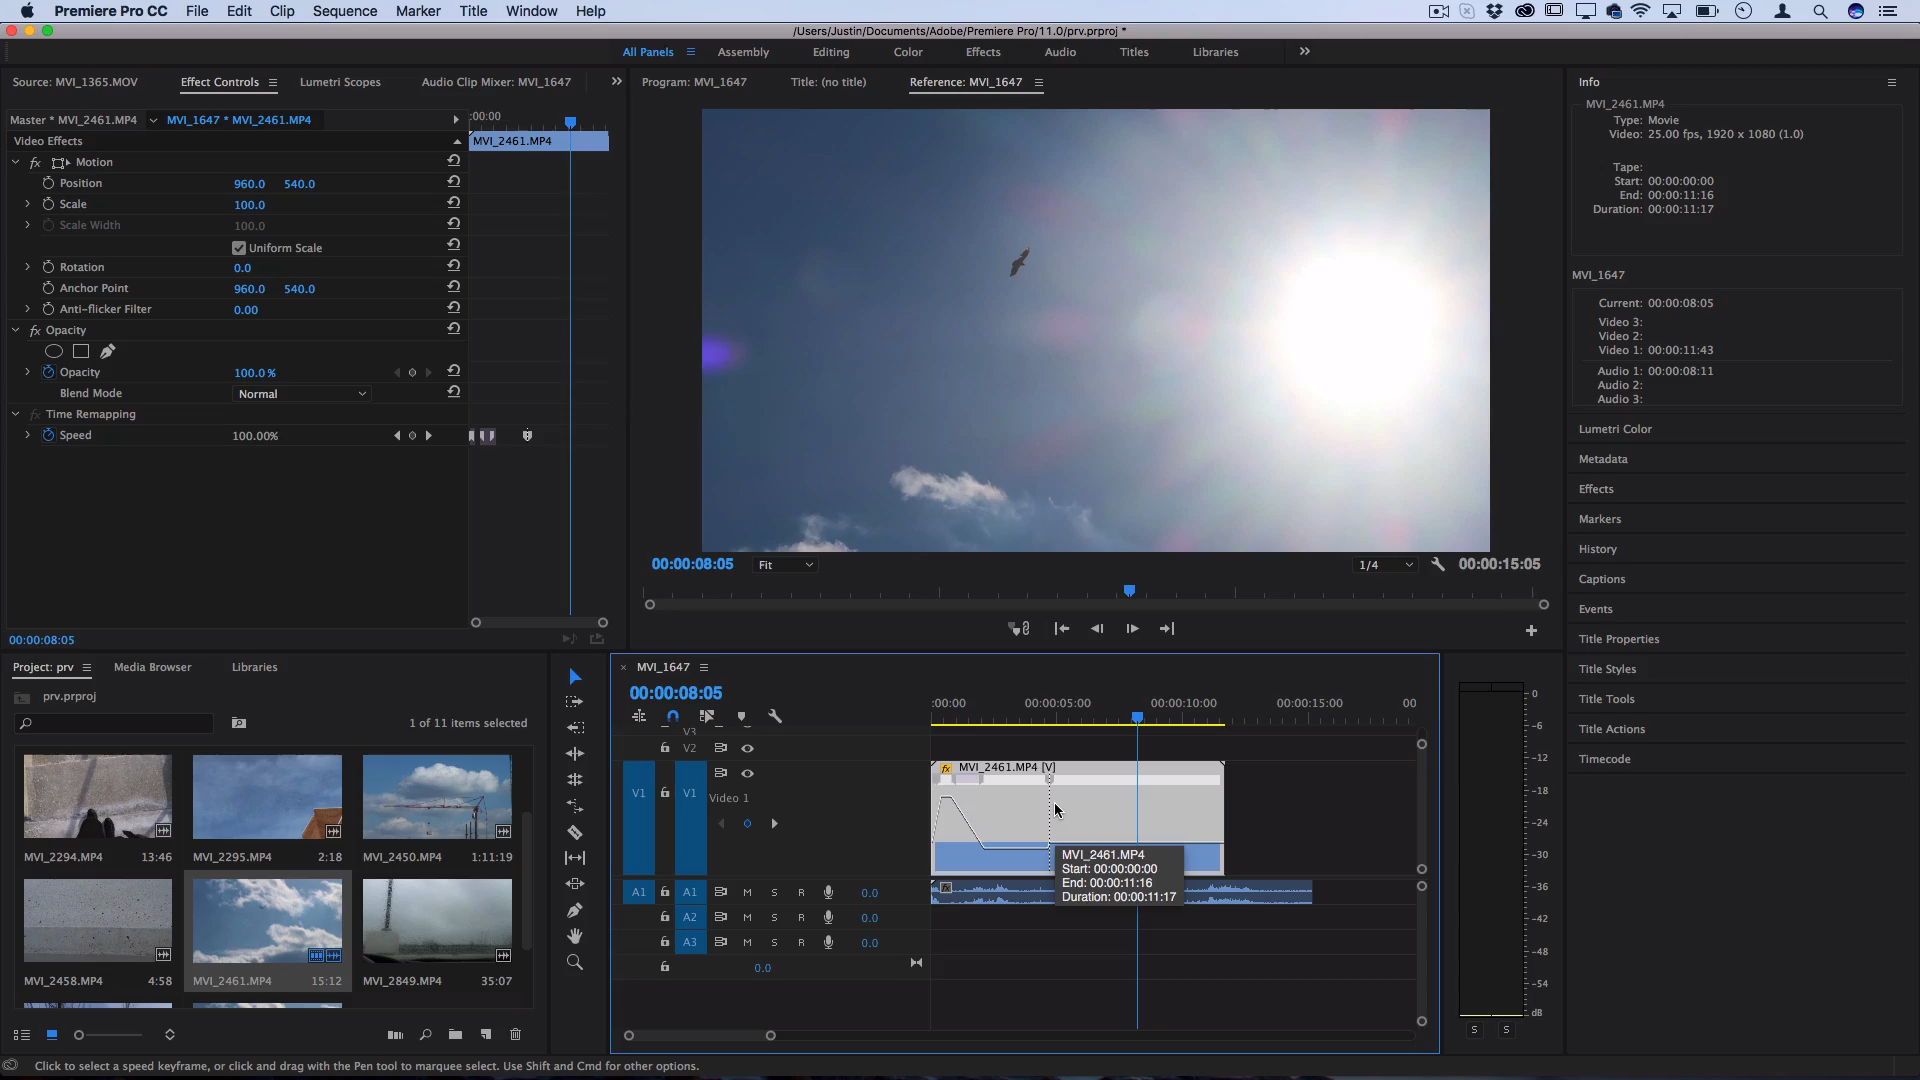 Premiere Pro CC File Edit Clip Sequence Marker Title Window Help
/Users/Justin/Documents/Adobe/Premiere Pro/11.0/prv.prproj *
All Panels Assembly Editing Color Effects Audio Titles Libraries
Source: MVI_1365.MOV Effect Controls Lumetri Scopes Audio Clip Mixer: MVI_1647
Master * MVI_2461.MP4 MVI_1647 * MVI_2461.MP4
:00:00
Video Effects
MVI_2461.MP4
fx Motion
Position 960.0 540.0
Scale 100.0
Scale Width 100.0
Uniform Scale
Rotation 0.0
Anchor Point 960.0 540.0
Anti-flicker Filter 0.00
fx Opacity
Opacity 100.0 %
Blend Mode Normal
fx Time Remapping
Speed 100.00%
00:00:08:05
Program: MVI_1647 Title: (no title) Reference: MVI_1647
00:00:08:05 Fit 1/4 00:00:15:05
Info
MVI_2461.MP4
Type: Movie
Video: 25.00 fps, 1920 x 1080 (1.0)
Tape:
Start: 00:00:00:00
End: 00:00:11:16
Duration: 00:00:11:17
MVI_1647
Current: 00:00:08:05
Video 3:
Video 2:
Video 1: 00:00:11:43
Audio 1: 00:00:08:11
Audio 2:
Audio 3:
Lumetri Color
Metadata
Effects
Markers
History
Captions
Events
Title Properties
Title Styles
Title Tools
Title Actions
Timecode
Project: prv Media Browser Libraries
prv.prproj
1 of 11 items selected
MVI_2294.MP4 13:46
MVI_2295.MP4 2:18
MVI_2450.MP4 1:11:19
MVI_2458.MP4 4:58
MVI_2461.MP4 15:12
MVI_2849.MP4 35:07
× MVI_1647
00:00:08:05
:00:00 00:00:05:00 00:00:10:00 00:00:15:00 00
V3
V2
V1 V1 Video 1
fx MVI_2461.MP4 [V]
MVI_2461.MP4
Start: 00:00:00:00
End: 00:00:11:16
Duration: 00:00:11:17
A1 A1 M S R 0.0
fx
A2 M S R 0.0
A3 M S R 0.0
0.0
0
-6
-12
-18
-24
-30
-36
-42
-48
-54
dB
S S
Click to select a speed keyframe, or click and drag with the Pen tool to marquee select. Use Shift and Cmd for other options.